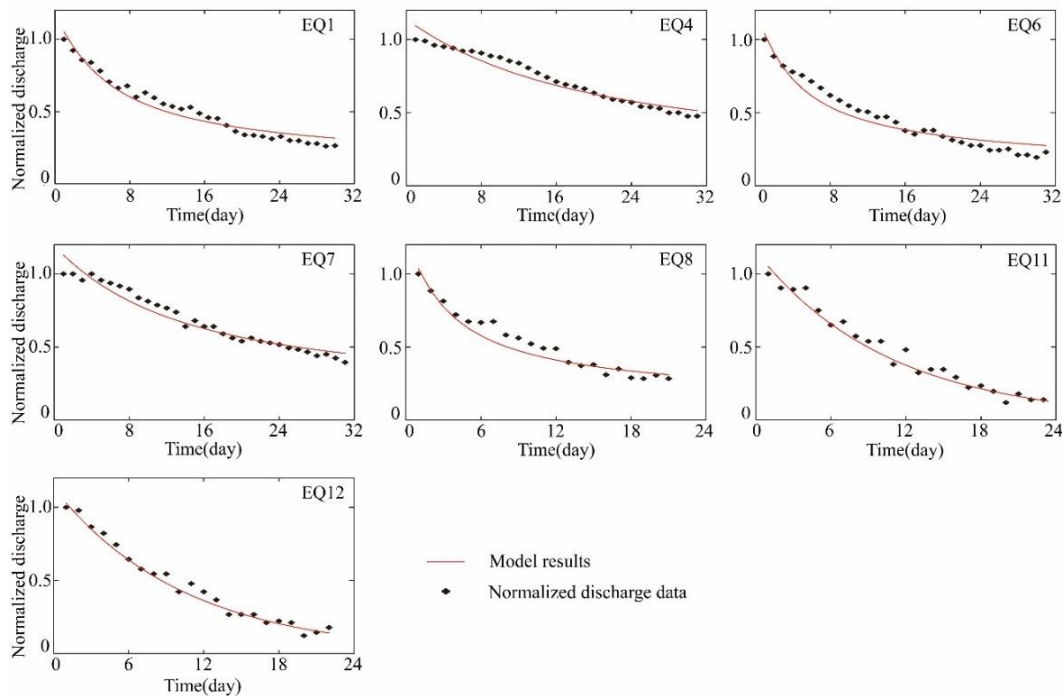 EQ1
EQ4
EQ6
Normalized discharge
1.0
0.5
0
1.0
0.5
0
1.0
0.5
0
0 8 16 24 32
0 8 16 24 32
0 8 16 24 32
Time(day)
Time(day)
Time(day)
EQ7
EQ8
EQ11
Normalized discharge
1.0
0.5
0
1.0
0.5
0
1.0
0.5
0
0 8 16 24 32
0 6 12 18 24
0 6 12 18 24
Time(day)
Time(day)
Time(day)
EQ12
Normalized discharge
1.0
0.5
0
0 6 12 18 24
Time(day)
Model results
Normalized discharge data